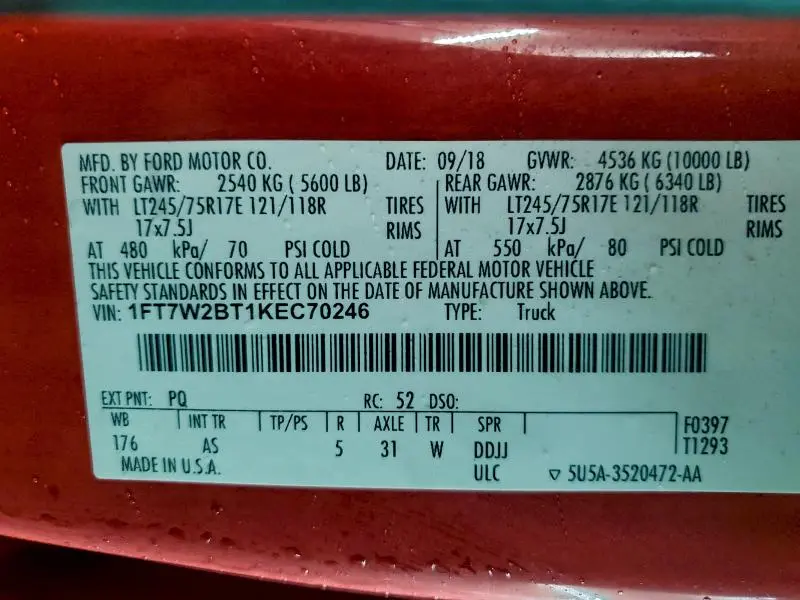 MFD. BY FORD MOTOR CO. DATE: 09/18 GVWR: 4536 KG (10000 LB)
FRONT GAWR: 2540 KG ( 5600 LB) REAR GAWR: 2876 KG ( 6340 LB)
WITH LT245/75R17E 121/118R TIRES WITH LT245/75R17E 121/118R TIRES
17x7.5J RIMS 17x7.5J RIMS
AT 480 kPa/ 70 PSI COLD AT 550 kPa/ 80 PSI COLD
THIS VEHICLE CONFORMS TO ALL APPLICABLE FEDERAL MOTOR VEHICLE
SAFETY STANDARDS IN EFFECT ON THE DATE OF MANUFACTURE SHOWN ABOVE.
VIN: 1FT7W2BT1KEC70246 TYPE: Truck
EXT PNT: PQ RC: 52 DSO:
WB INT TR TP/PS R AXLE TR SPR F0397
176 AS 5 31 W DDJJ T1293
MADE IN U.S.A. ULC ▽ 5U5A-3520472-AA